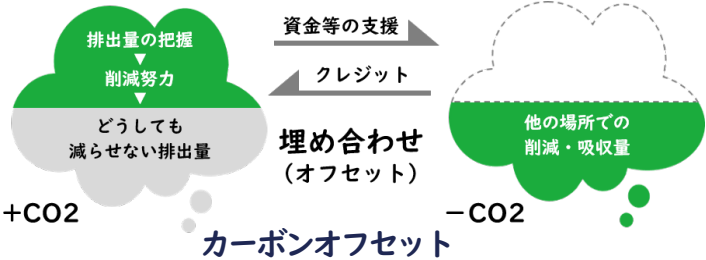 排出量の把握
▼
削減努力
▼
どうしても
減らせない排出量
+CO2
資金等の支援
クレジット
埋め合わせ
(オフセット)
他の場所での
削減・吸収量
−CO2
カーボンオフセット